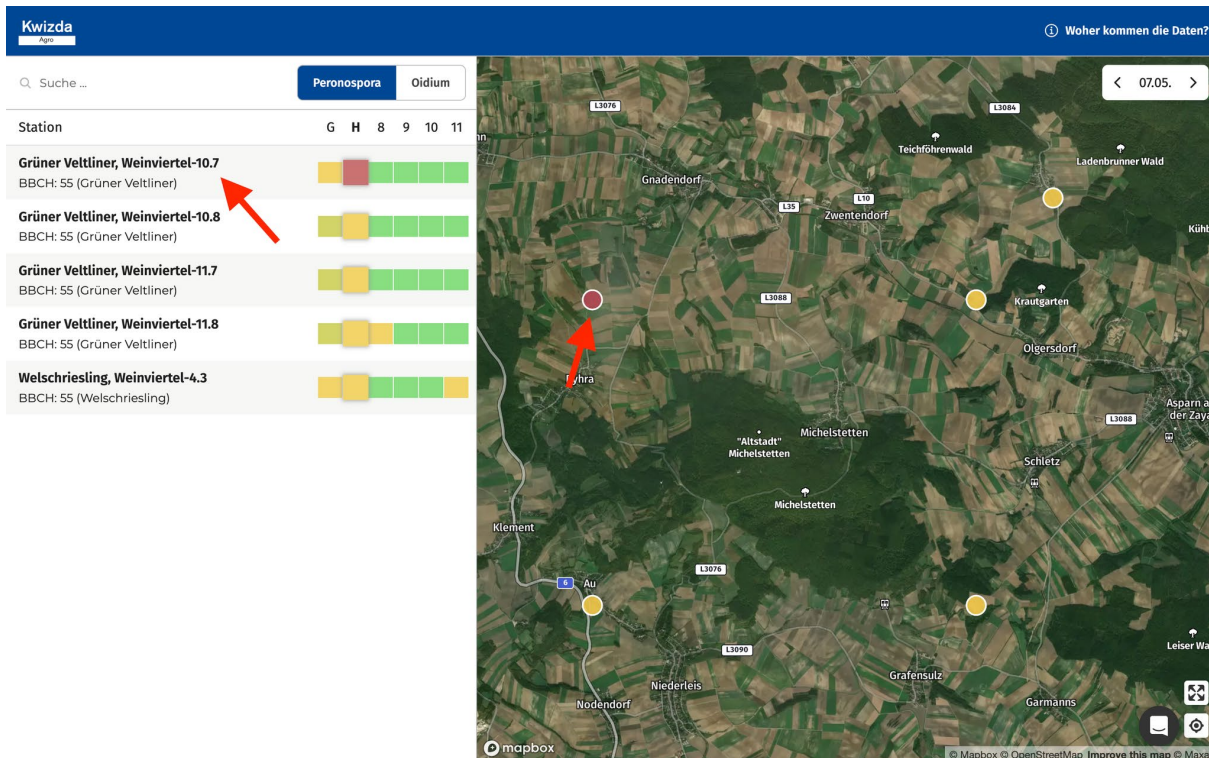 Kwizda
Agro
Woher kommen die Daten?
Suche ...
Peronospora
Oidium
Station
G H 8 9 10 11
Grüner Veltliner, Weinviertel-10.7
BBCH: 55 (Grüner Veltliner)
Grüner Veltliner, Weinviertel-10.8
BBCH: 55 (Grüner Veltliner)
Grüner Veltliner, Weinviertel-11.7
BBCH: 55 (Grüner Veltliner)
Grüner Veltliner, Weinviertel-11.8
BBCH: 55 (Grüner Veltliner)
Welschriesling, Weinviertel-4.3
BBCH: 55 (Welschriesling)
07.05.
L3076
L3084
Teichföhrenwald
Ladenbrunner Wald
Gnadendorf
L10
L35
Zwentendorf
L3088
Krautgarten
Olgersdorf
Asparn a
der Zaya
L3088
"Altstadt"
Michelstetten
Michelstetten
Schletz
Michelstetten
Klement
L3076
6
Au
L3090
Leiser Wa
Grafensulz
Niederleis
Nodendorf
Garmanns
mapbox
© Mapbox © OpenStreetMap Improve this map © Maxa